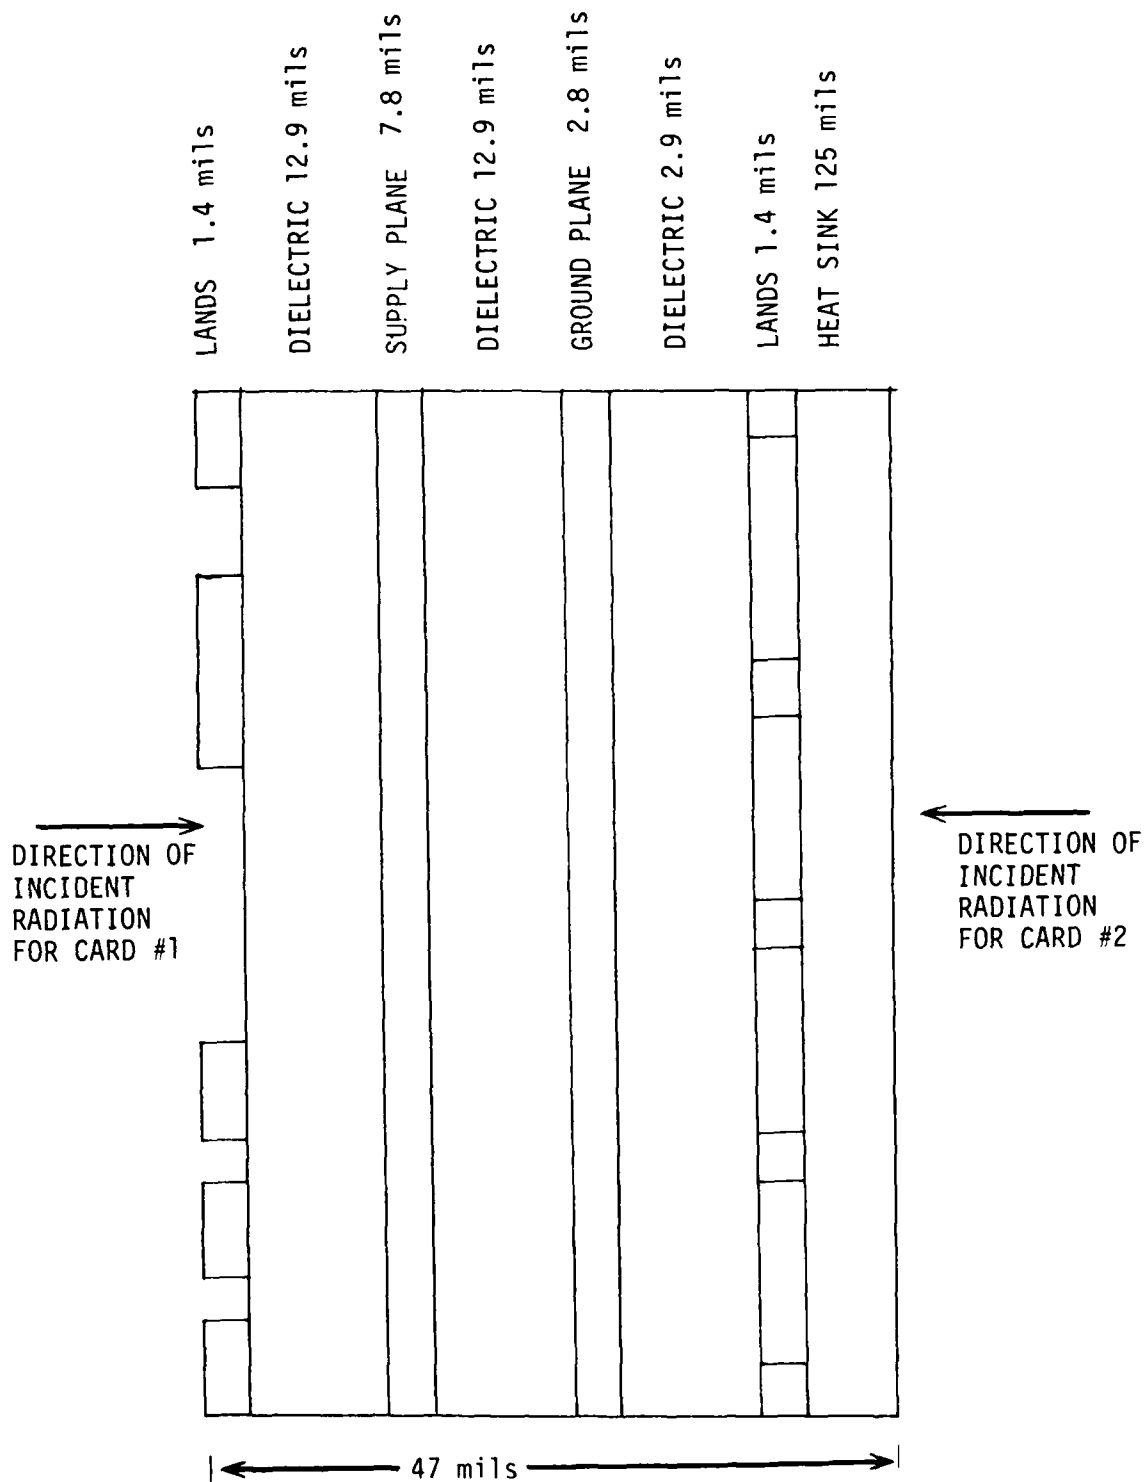 LANDS 1.4 mils
DIELECTRIC 12.9 mils
SUPPLY PLANE 7.8 mils
DIELECTRIC 12.9 mils
GROUND PLANE 2.8 mils
DIELECTRIC 2.9 mils
LANDS 1.4 mils
HEAT SINK 125 mils
DIRECTION OF
INCIDENT
RADIATION
FOR CARD #1
DIRECTION OF
INCIDENT
RADIATION
FOR CARD #2
47 mils